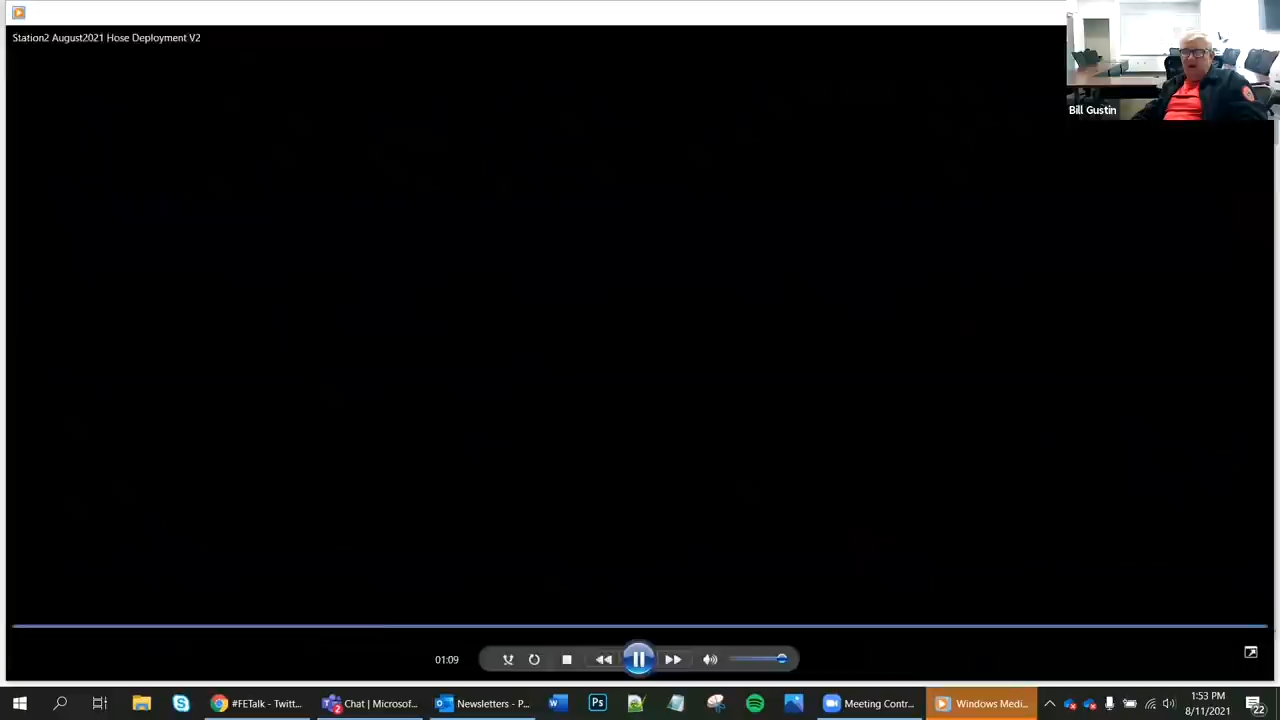 Station2 August2021 Hose Deployment V2
Bill Gustin
01:09
#FETalk - Twitt...
Chat | Microsof...
2
Newsletters - P...
Meeting Contr...
Windows Medi...
1:53 PM
8/11/2021
22